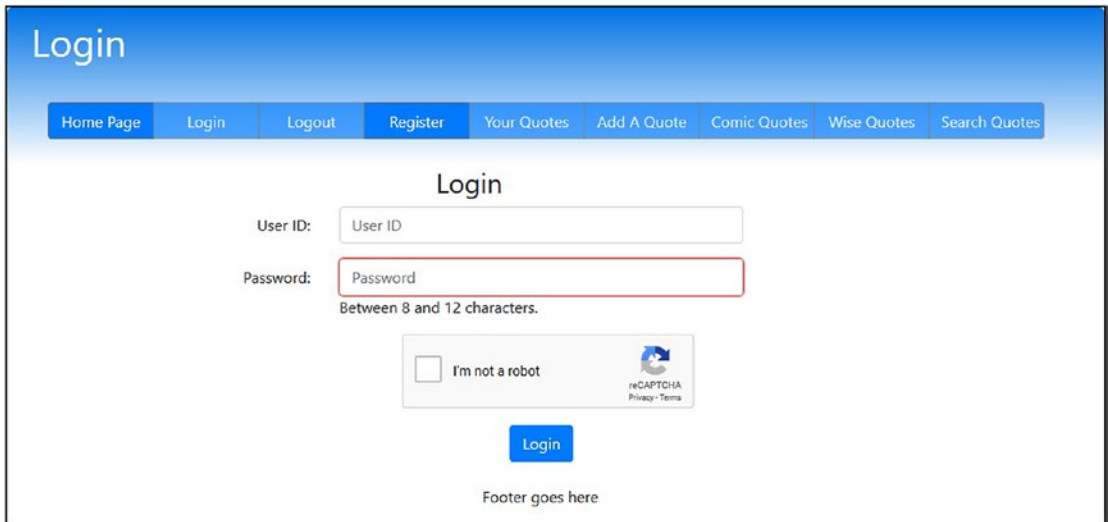 Login
Home Page Login Logout Register Your Quotes Add A Quote Comic Quotes Wise Quotes Search Quotes
Login
User ID: User ID
Password: Password
Between 8 and 12 characters.
I'm not a robot
reCAPTCHA
Privacy - Terms
Login
Footer goes here